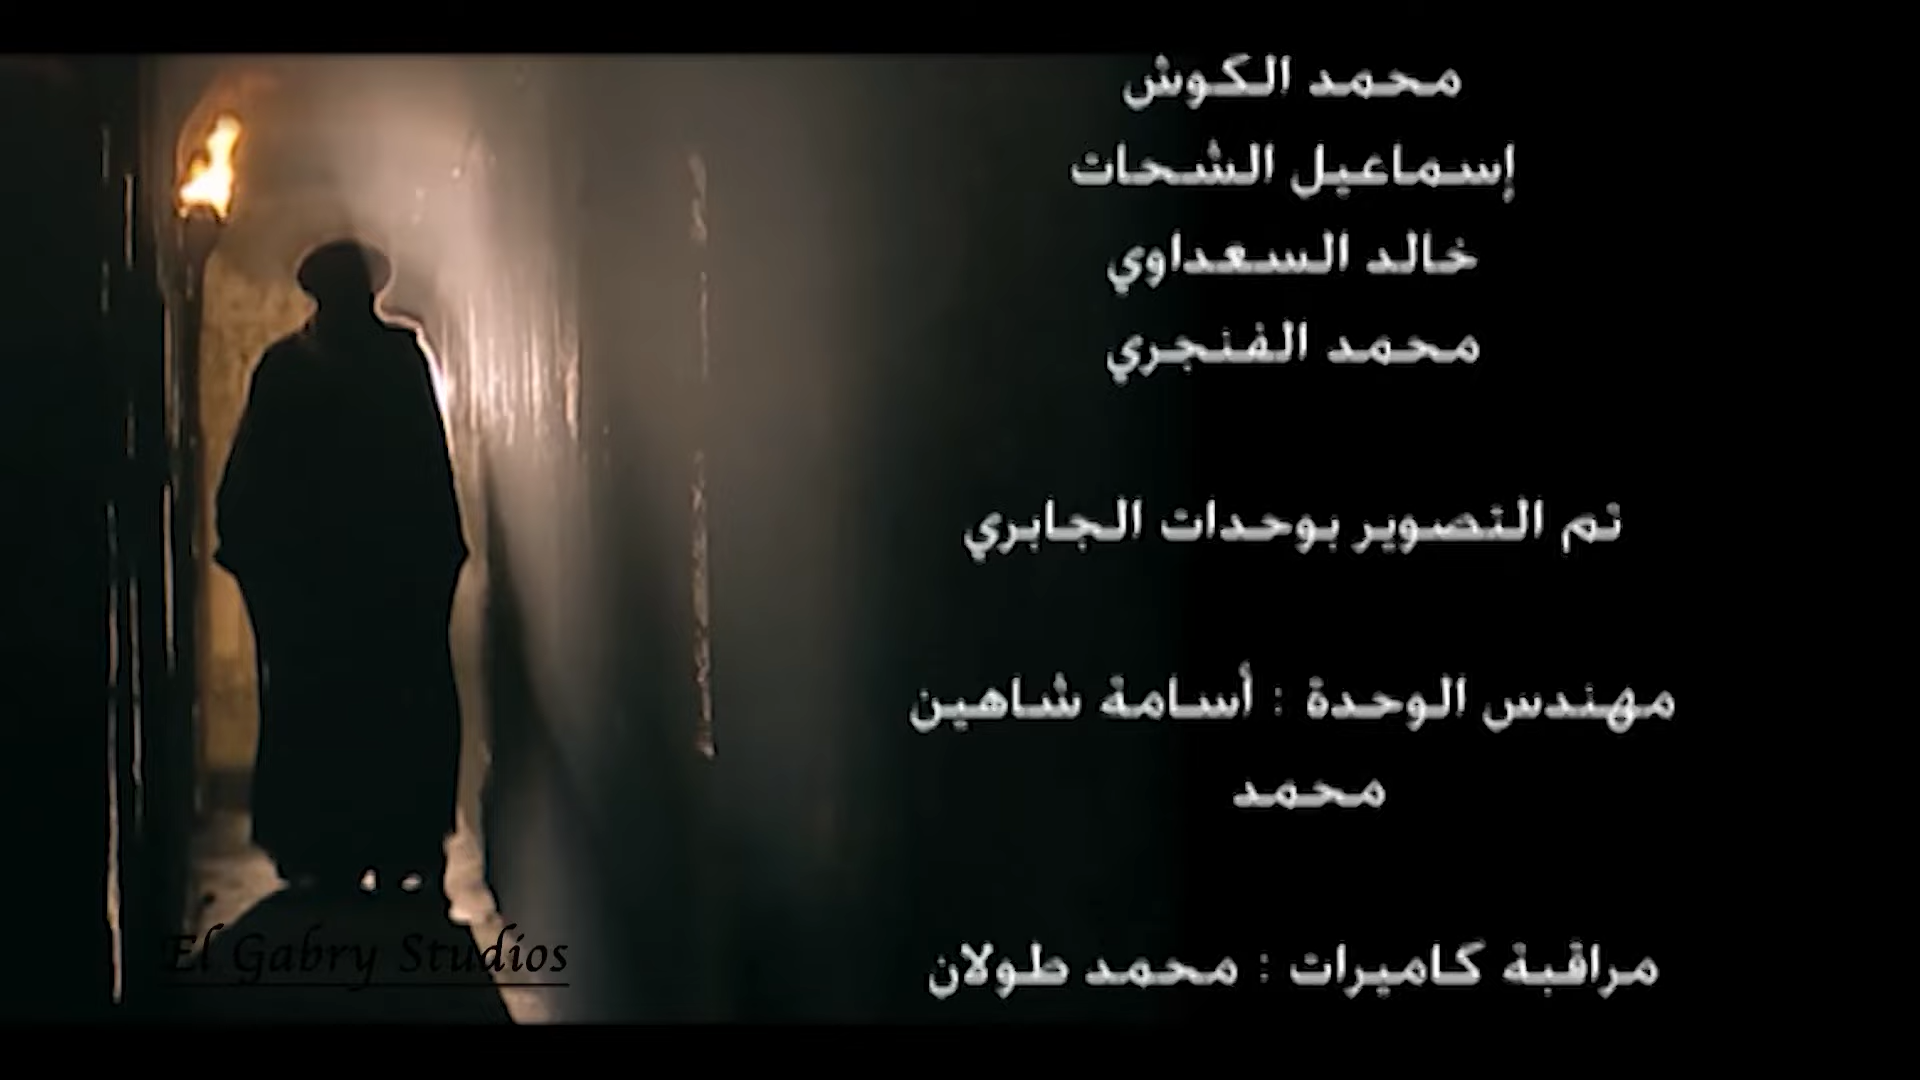 محمد الكوش
إسماعيل الشحات
خالد السعداوي
محمد الفنجري
تم التصوير بوحدات الجابري
مهندس الوحدة : أسامة شاهين
محمد
مراقبة كاميرات : محمد طولان
El Gabry Studios